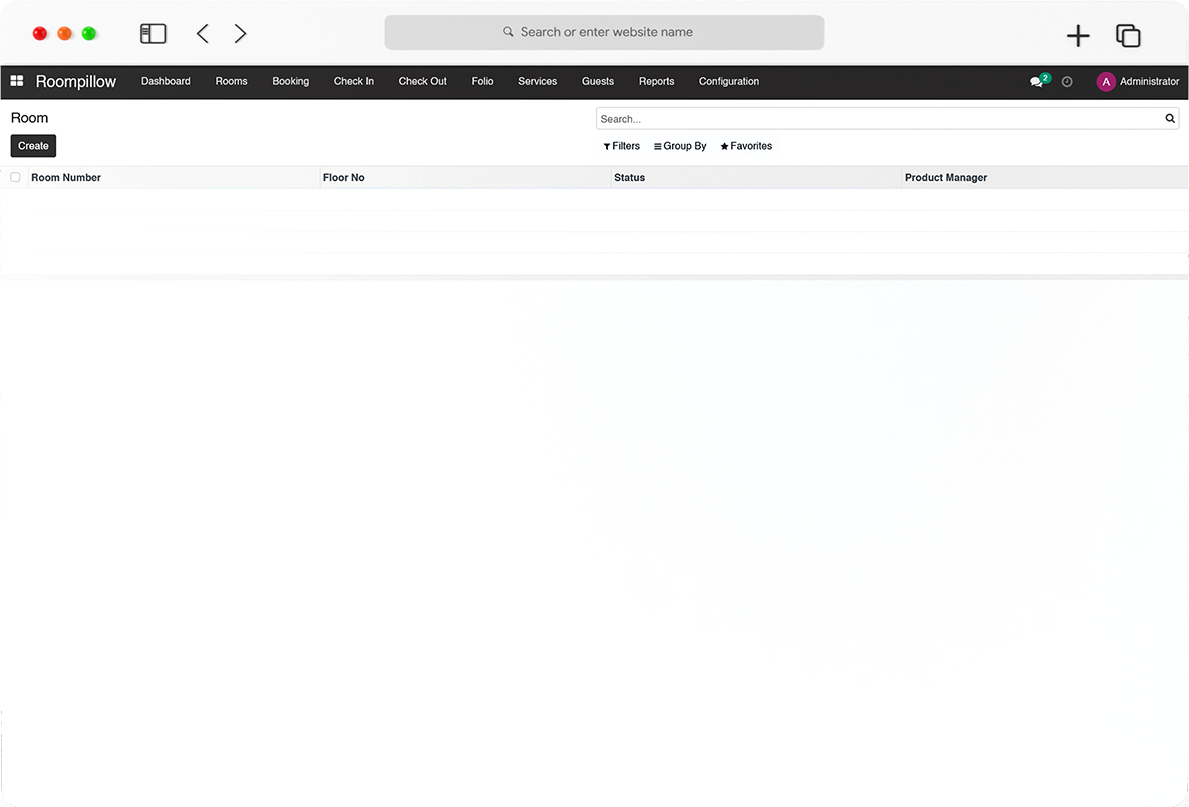 Search or enter website name
Roompillow Dashboard Rooms Booking Check In Check Out Folio Services Guests Reports Configuration 2 A Administrator
Room
Search...
Create
Filters Group By Favorites
Room Number Floor No Status Product Manager